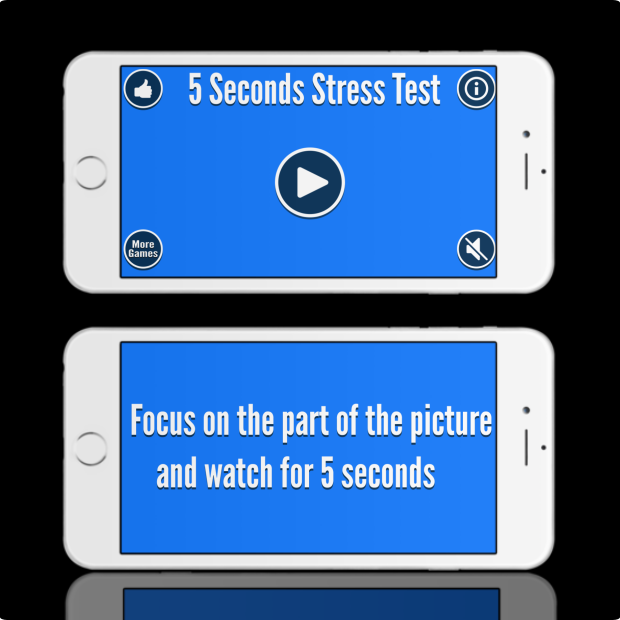 5 Seconds Stress Test
More
Games
Focus on the part of the picture
and watch for 5 seconds